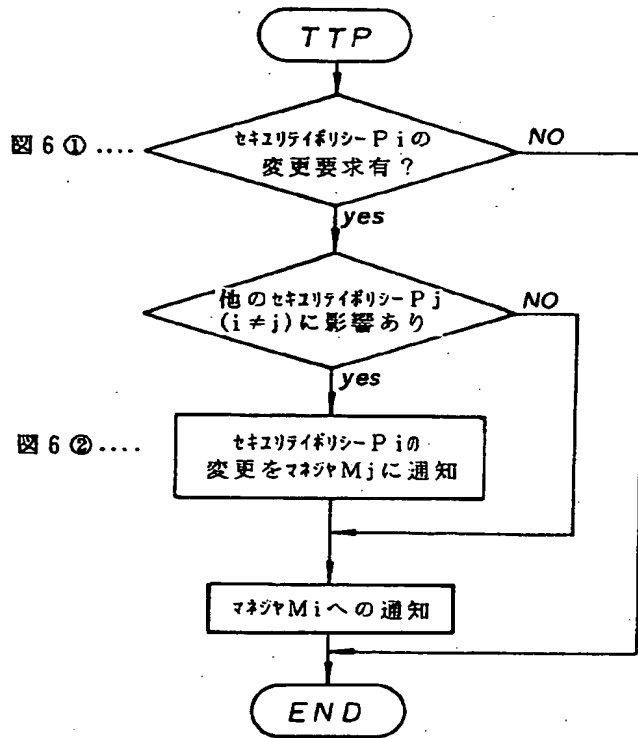 TTP
図6①....
セキュリテイポリシーPiの
変更要求有？
NO
yes
他のセキュリテイポリシーPj
(i≠j)に影響あり
NO
yes
図6②....
セキュリテイポリシーPiの
変更をマネジャMjに通知
マネジャMiへの通知
END